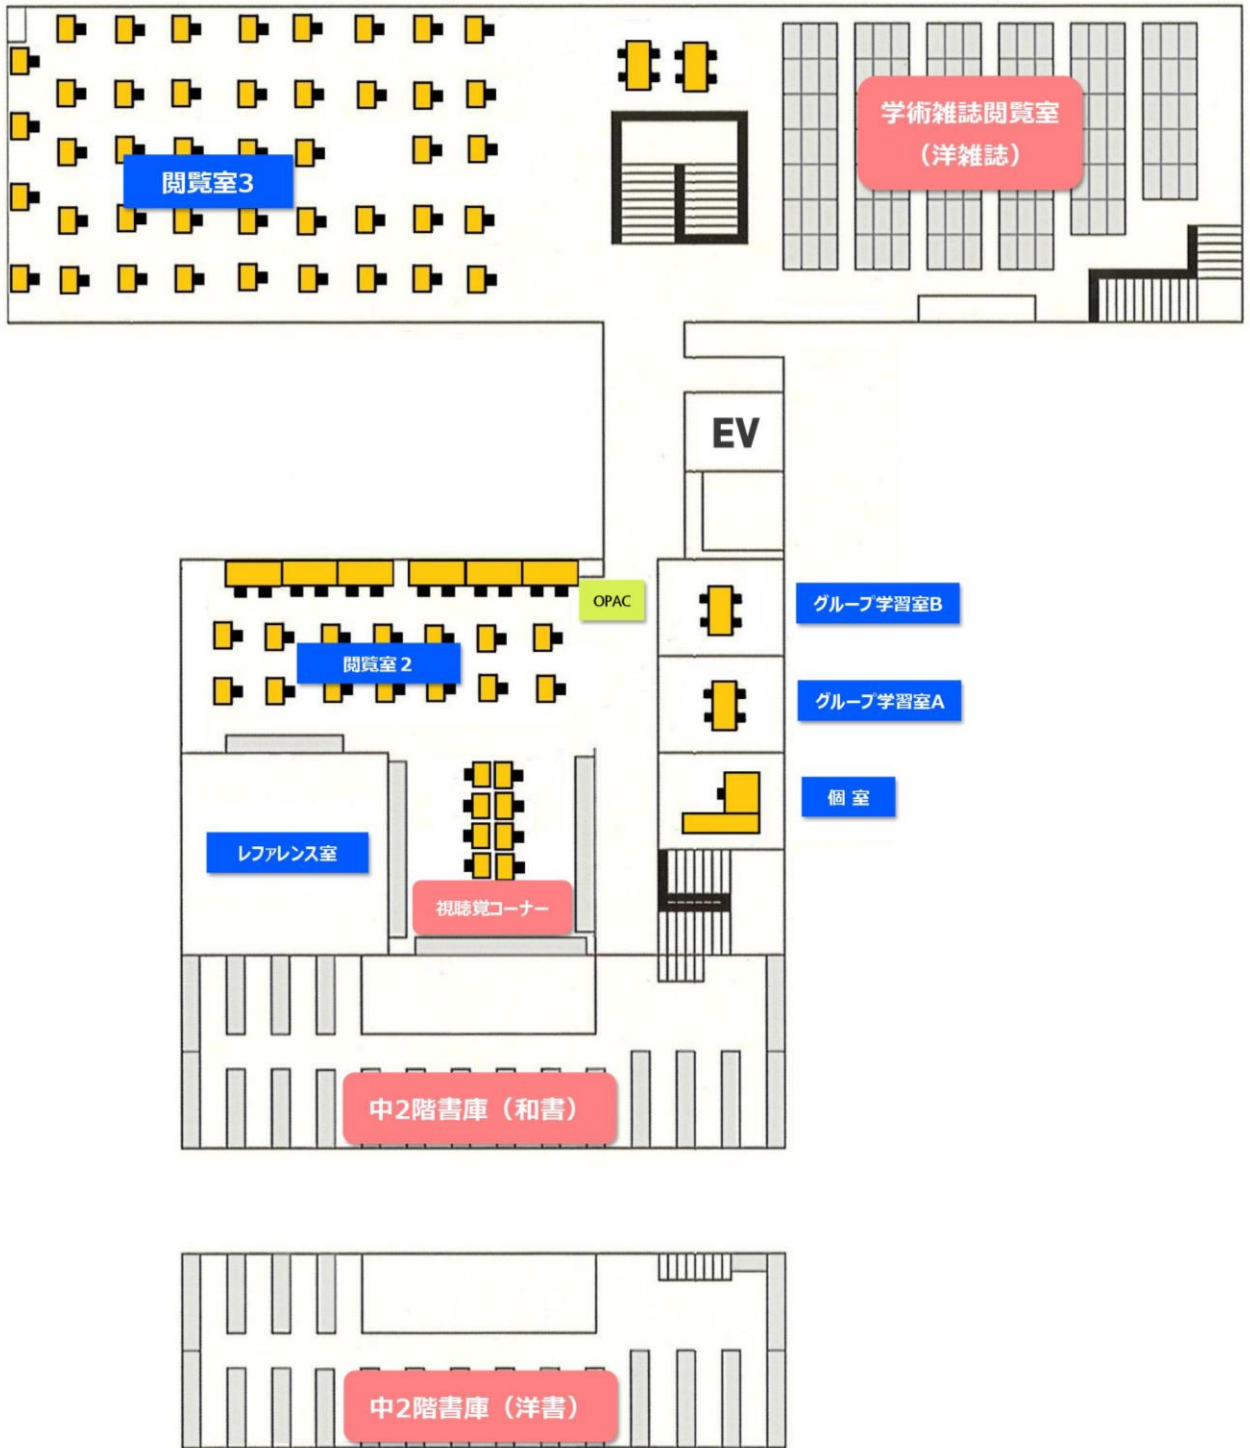 学術雑誌閲覧室
（洋雑誌）
閲覧室3
EV
OPAC
グループ学習室B
閲覧室２
グループ学習室A
個 室
レファレンス室
視聴覚コーナー
中2階書庫（和書）
中2階書庫（洋書）